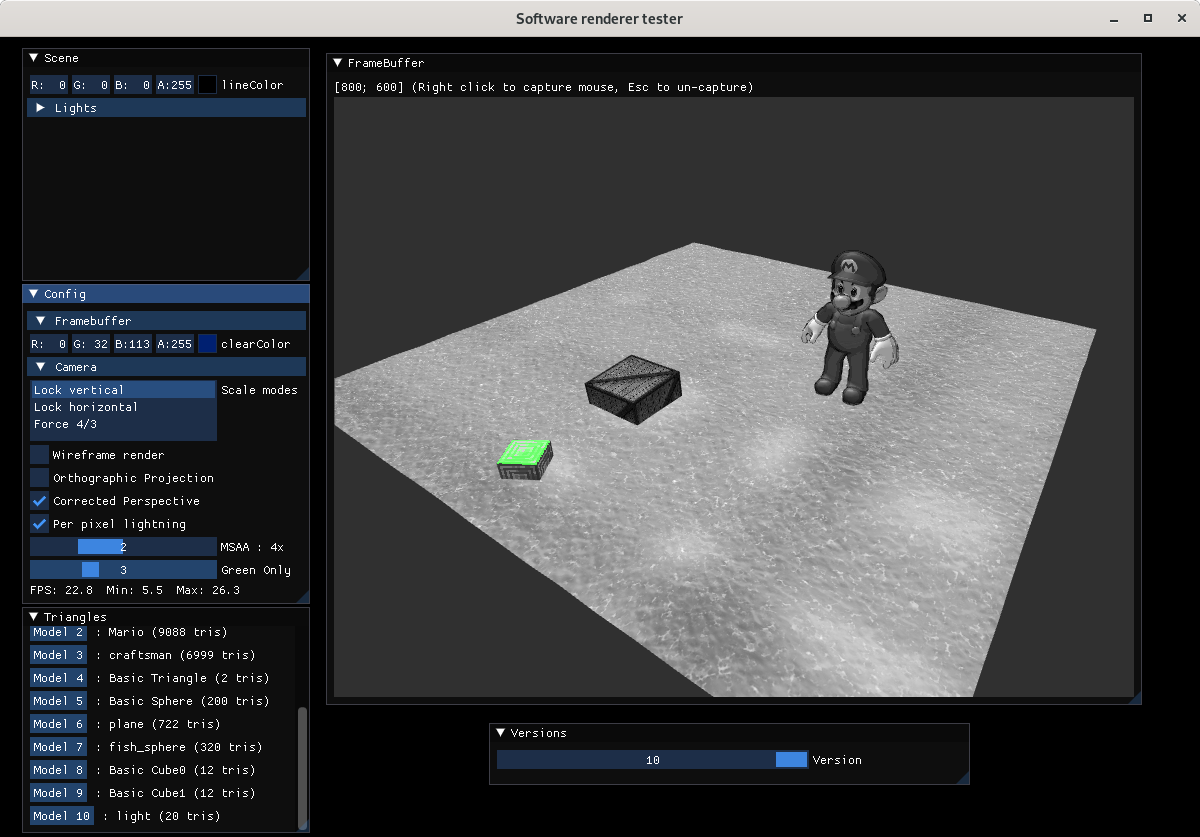 Software renderer tester
Scene
R: 0 G: 0 B: 0 A:255 lineColor
Lights
Config
Framebuffer
R: 0 G: 32 B:113 A:255 clearColor
Camera
Lock vertical Scale modes
Lock horizontal
Force 4/3
Wireframe render
Orthographic Projection
Corrected Perspective
Per pixel lightning
2 MSAA : 4x
3 Green Only
FPS: 22.8 Min: 5.5 Max: 26.3
Triangles
Model 2 : Mario (9088 tris)
Model 3 : craftsman (6999 tris)
Model 4 : Basic Triangle (2 tris)
Model 5 : Basic Sphere (200 tris)
Model 6 : plane (722 tris)
Model 7 : fish_sphere (320 tris)
Model 8 : Basic Cube0 (12 tris)
Model 9 : Basic Cube1 (12 tris)
Model 10 : light (20 tris)
FrameBuffer
[800; 600] (Right click to capture mouse, Esc to un-capture)
M
Versions
10 Version